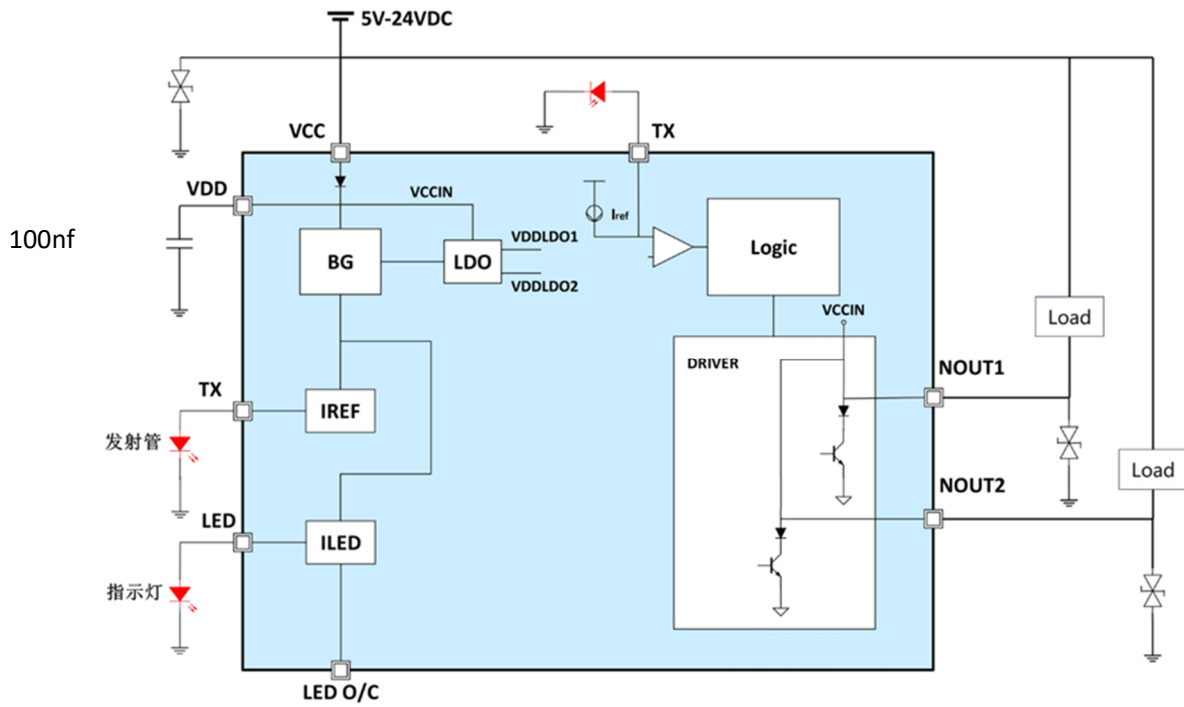 5V-24VDC
VCC
TX
VDD
VCCIN
I_ref
100nf
BG
LDO
VDDLDO1
VDDLDO2
Logic
VCCIN
Load
DRIVER
NOUT1
TX
IREF
发射管
Load
NOUT2
LED
ILED
指示灯
LED O/C